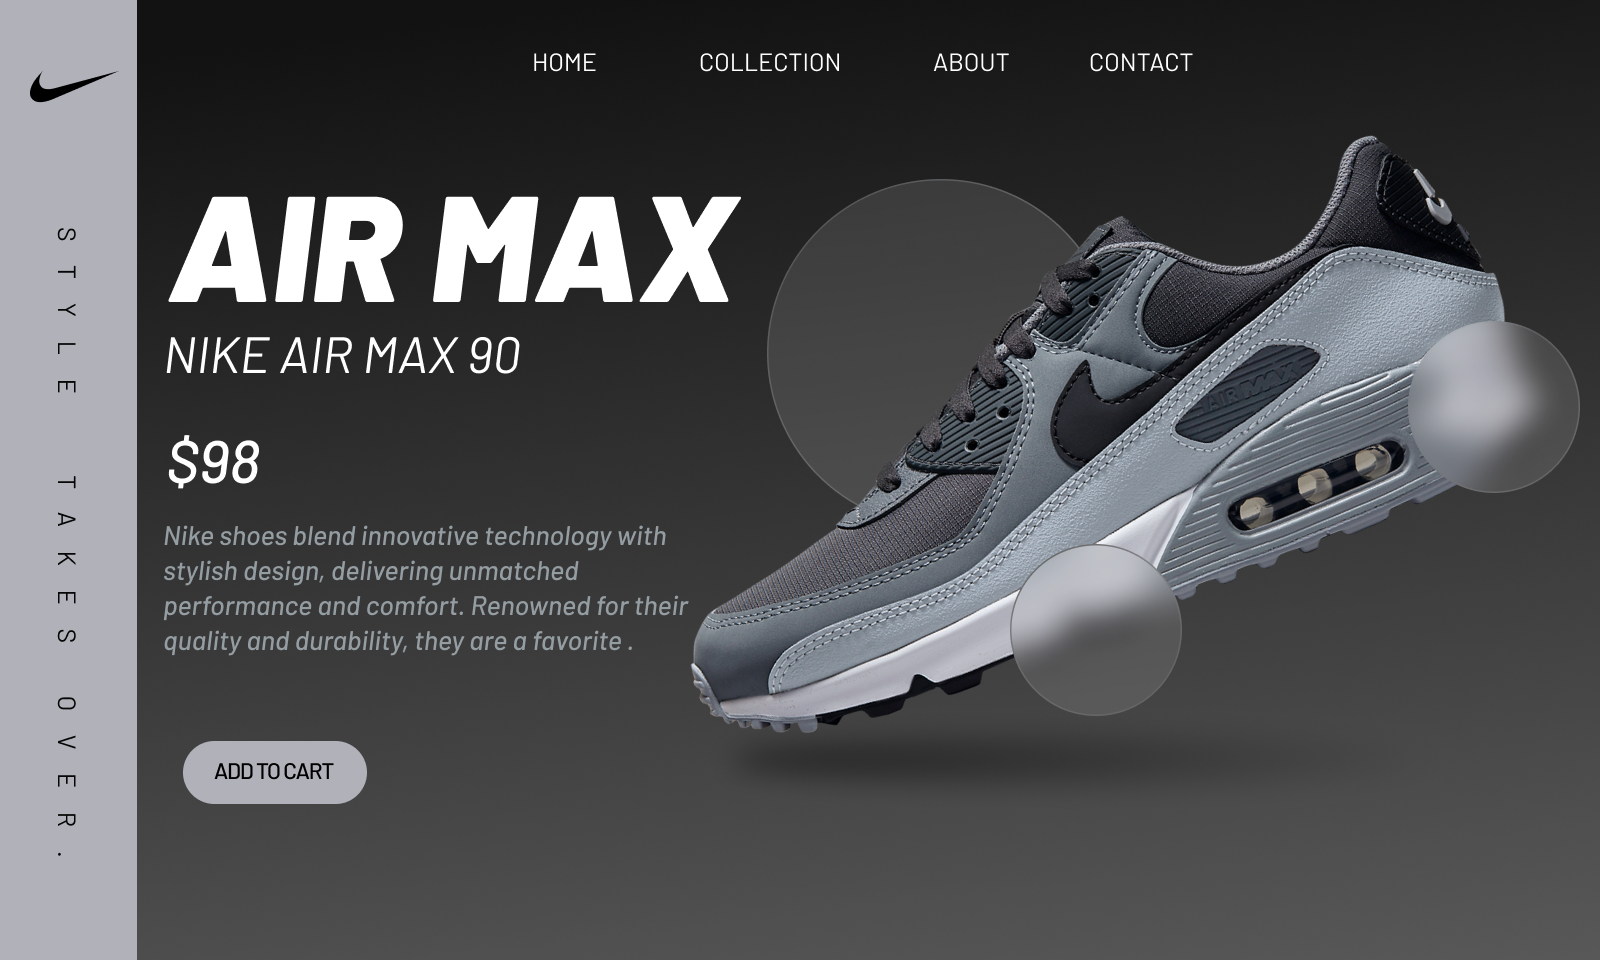 HOME COLLECTION ABOUT CONTACT
STYLE TAKES OVER.
AIR MAX
NIKE AIR MAX 90
$98
Nike shoes blend innovative technology with
stylish design, delivering unmatched
performance and comfort. Renowned for their
quality and durability, they are a favorite .
ADD TO CART
AIR MAX